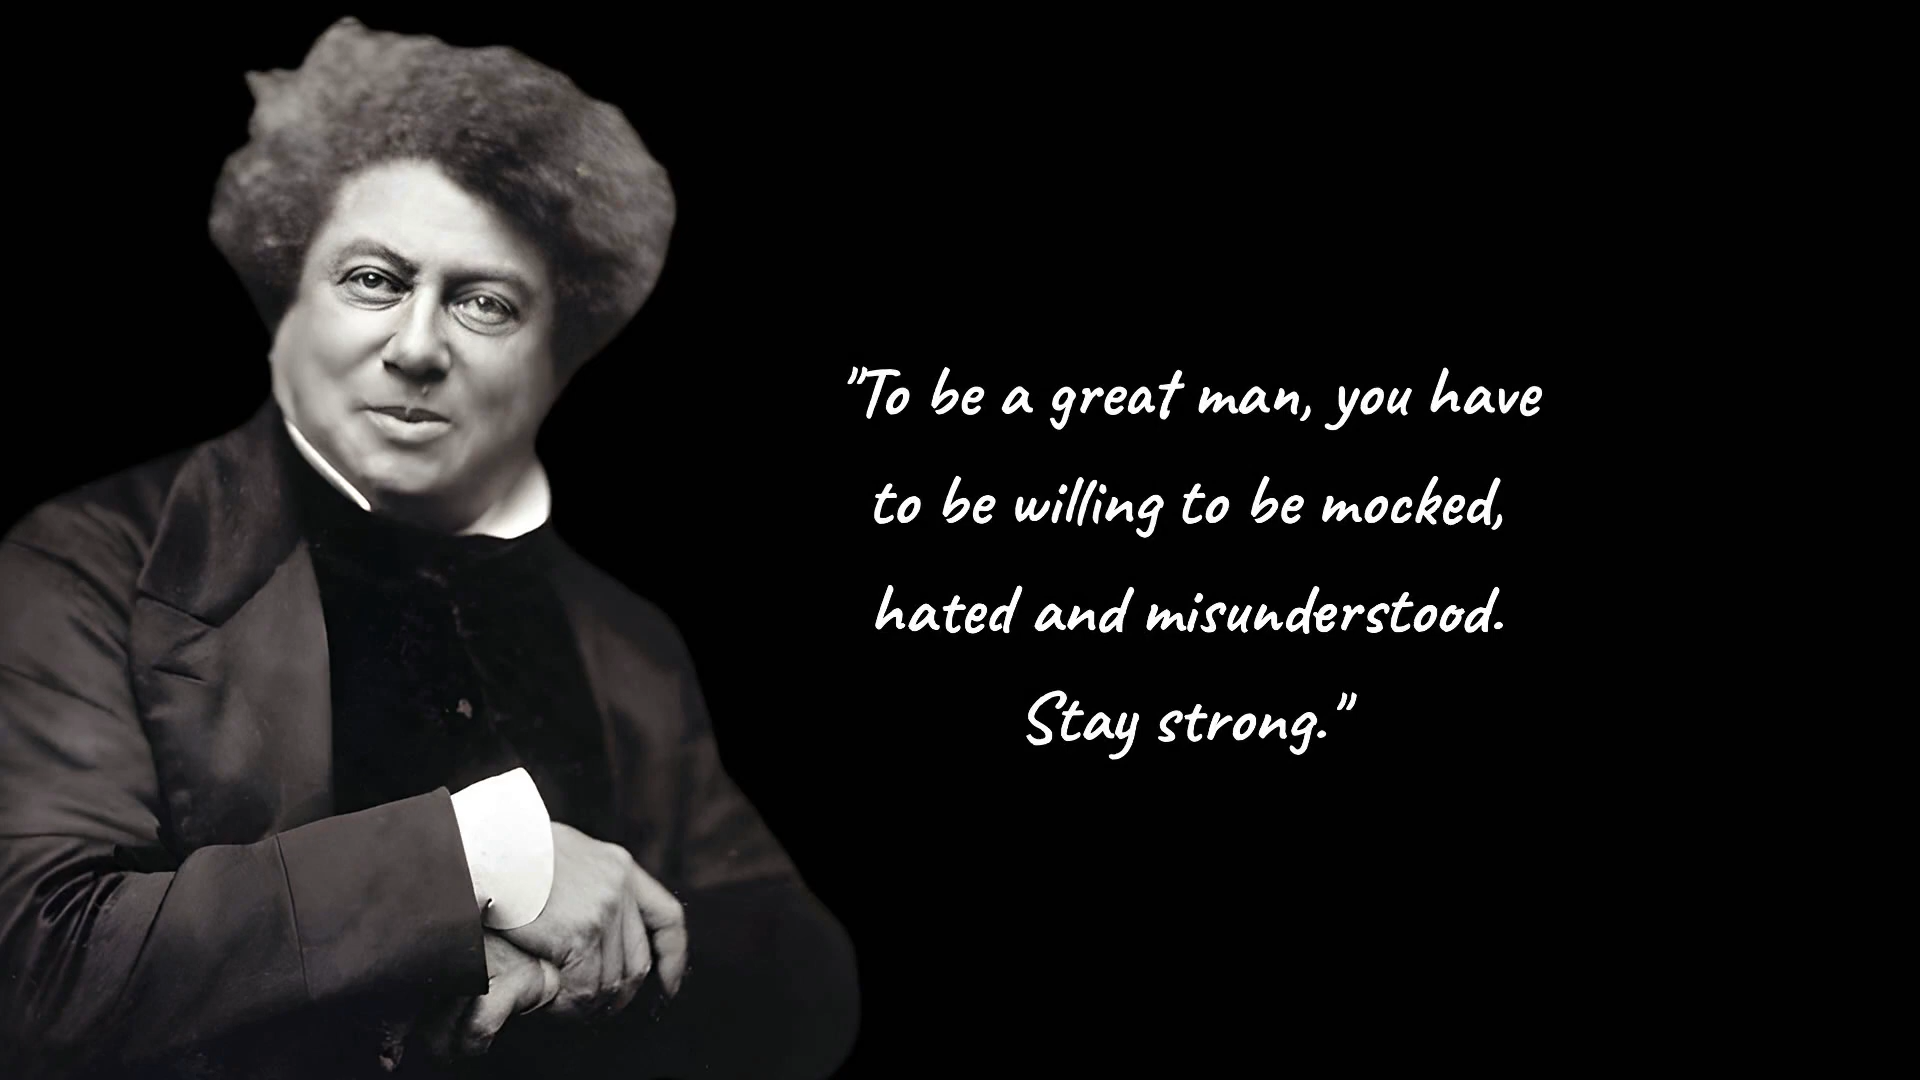 "To be a great man, you have
to be willing to be mocked,
hated and misunderstood.
Stay strong."